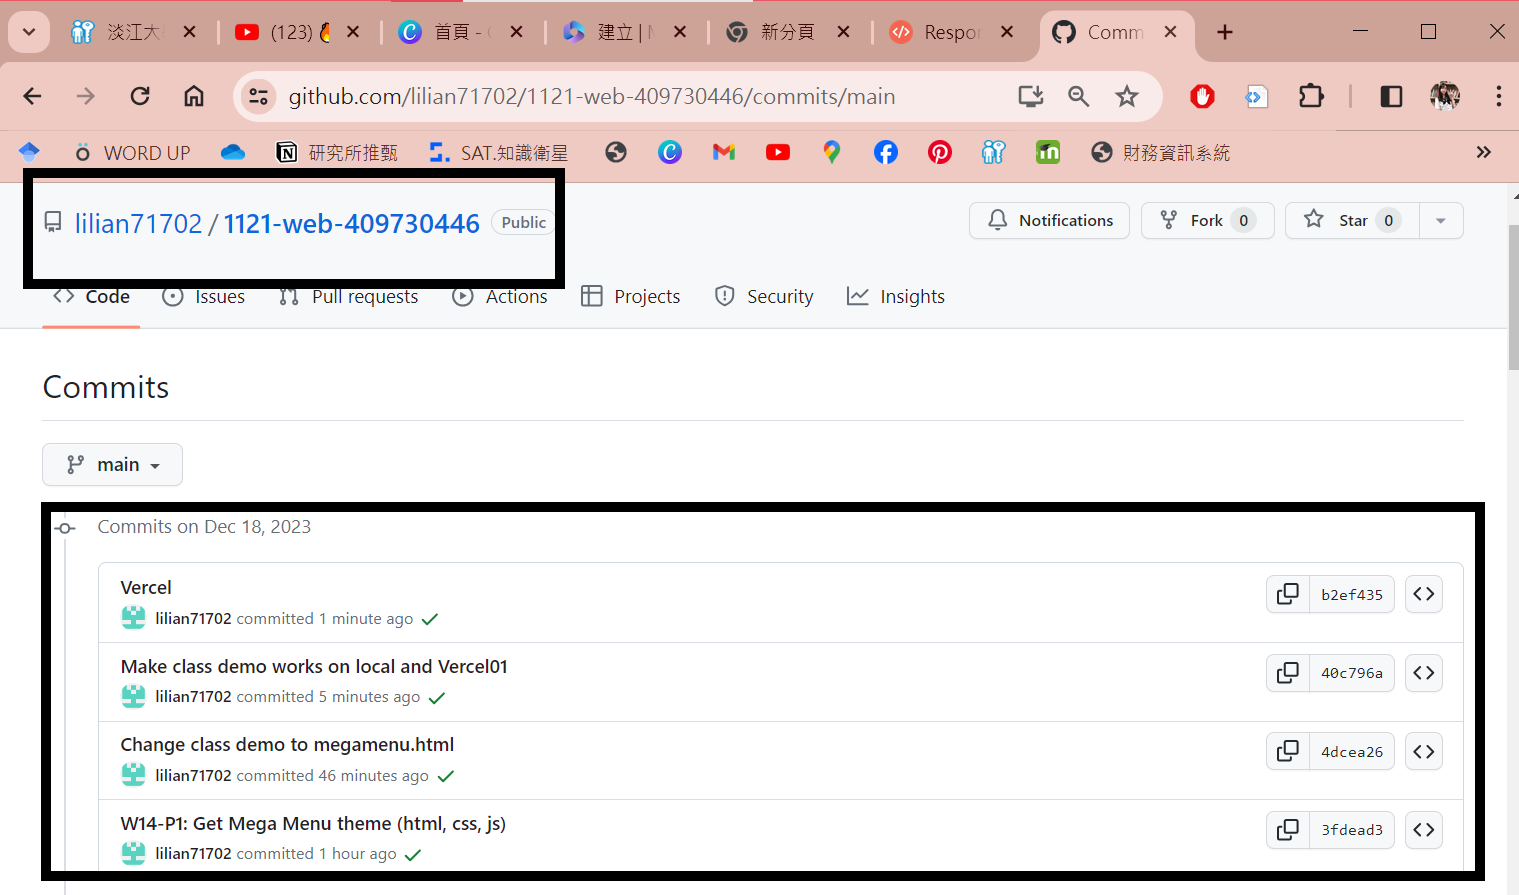 淡江大
(123)
首頁 -
建立 |
新分頁
Respon
Comm
github.com/lilian71702/1121-web-409730446/commits/main
WORD UP
研究所推甄
SAT.知識衛星
財務資訊系統
lilian71702 / 1121-web-409730446 Public
Notifications
Fork 0
Star 0
Code
Issues
Pull requests
Actions
Projects
Security
Insights
Commits
main
Commits on Dec 18, 2023
Vercel
b2ef435
lilian71702 committed 1 minute ago
Make class demo works on local and Vercel01
40c796a
lilian71702 committed 5 minutes ago
Change class demo to megamenu.html
4dcea26
lilian71702 committed 46 minutes ago
W14-P1: Get Mega Menu theme (html, css, js)
3fdead3
lilian71702 committed 1 hour ago